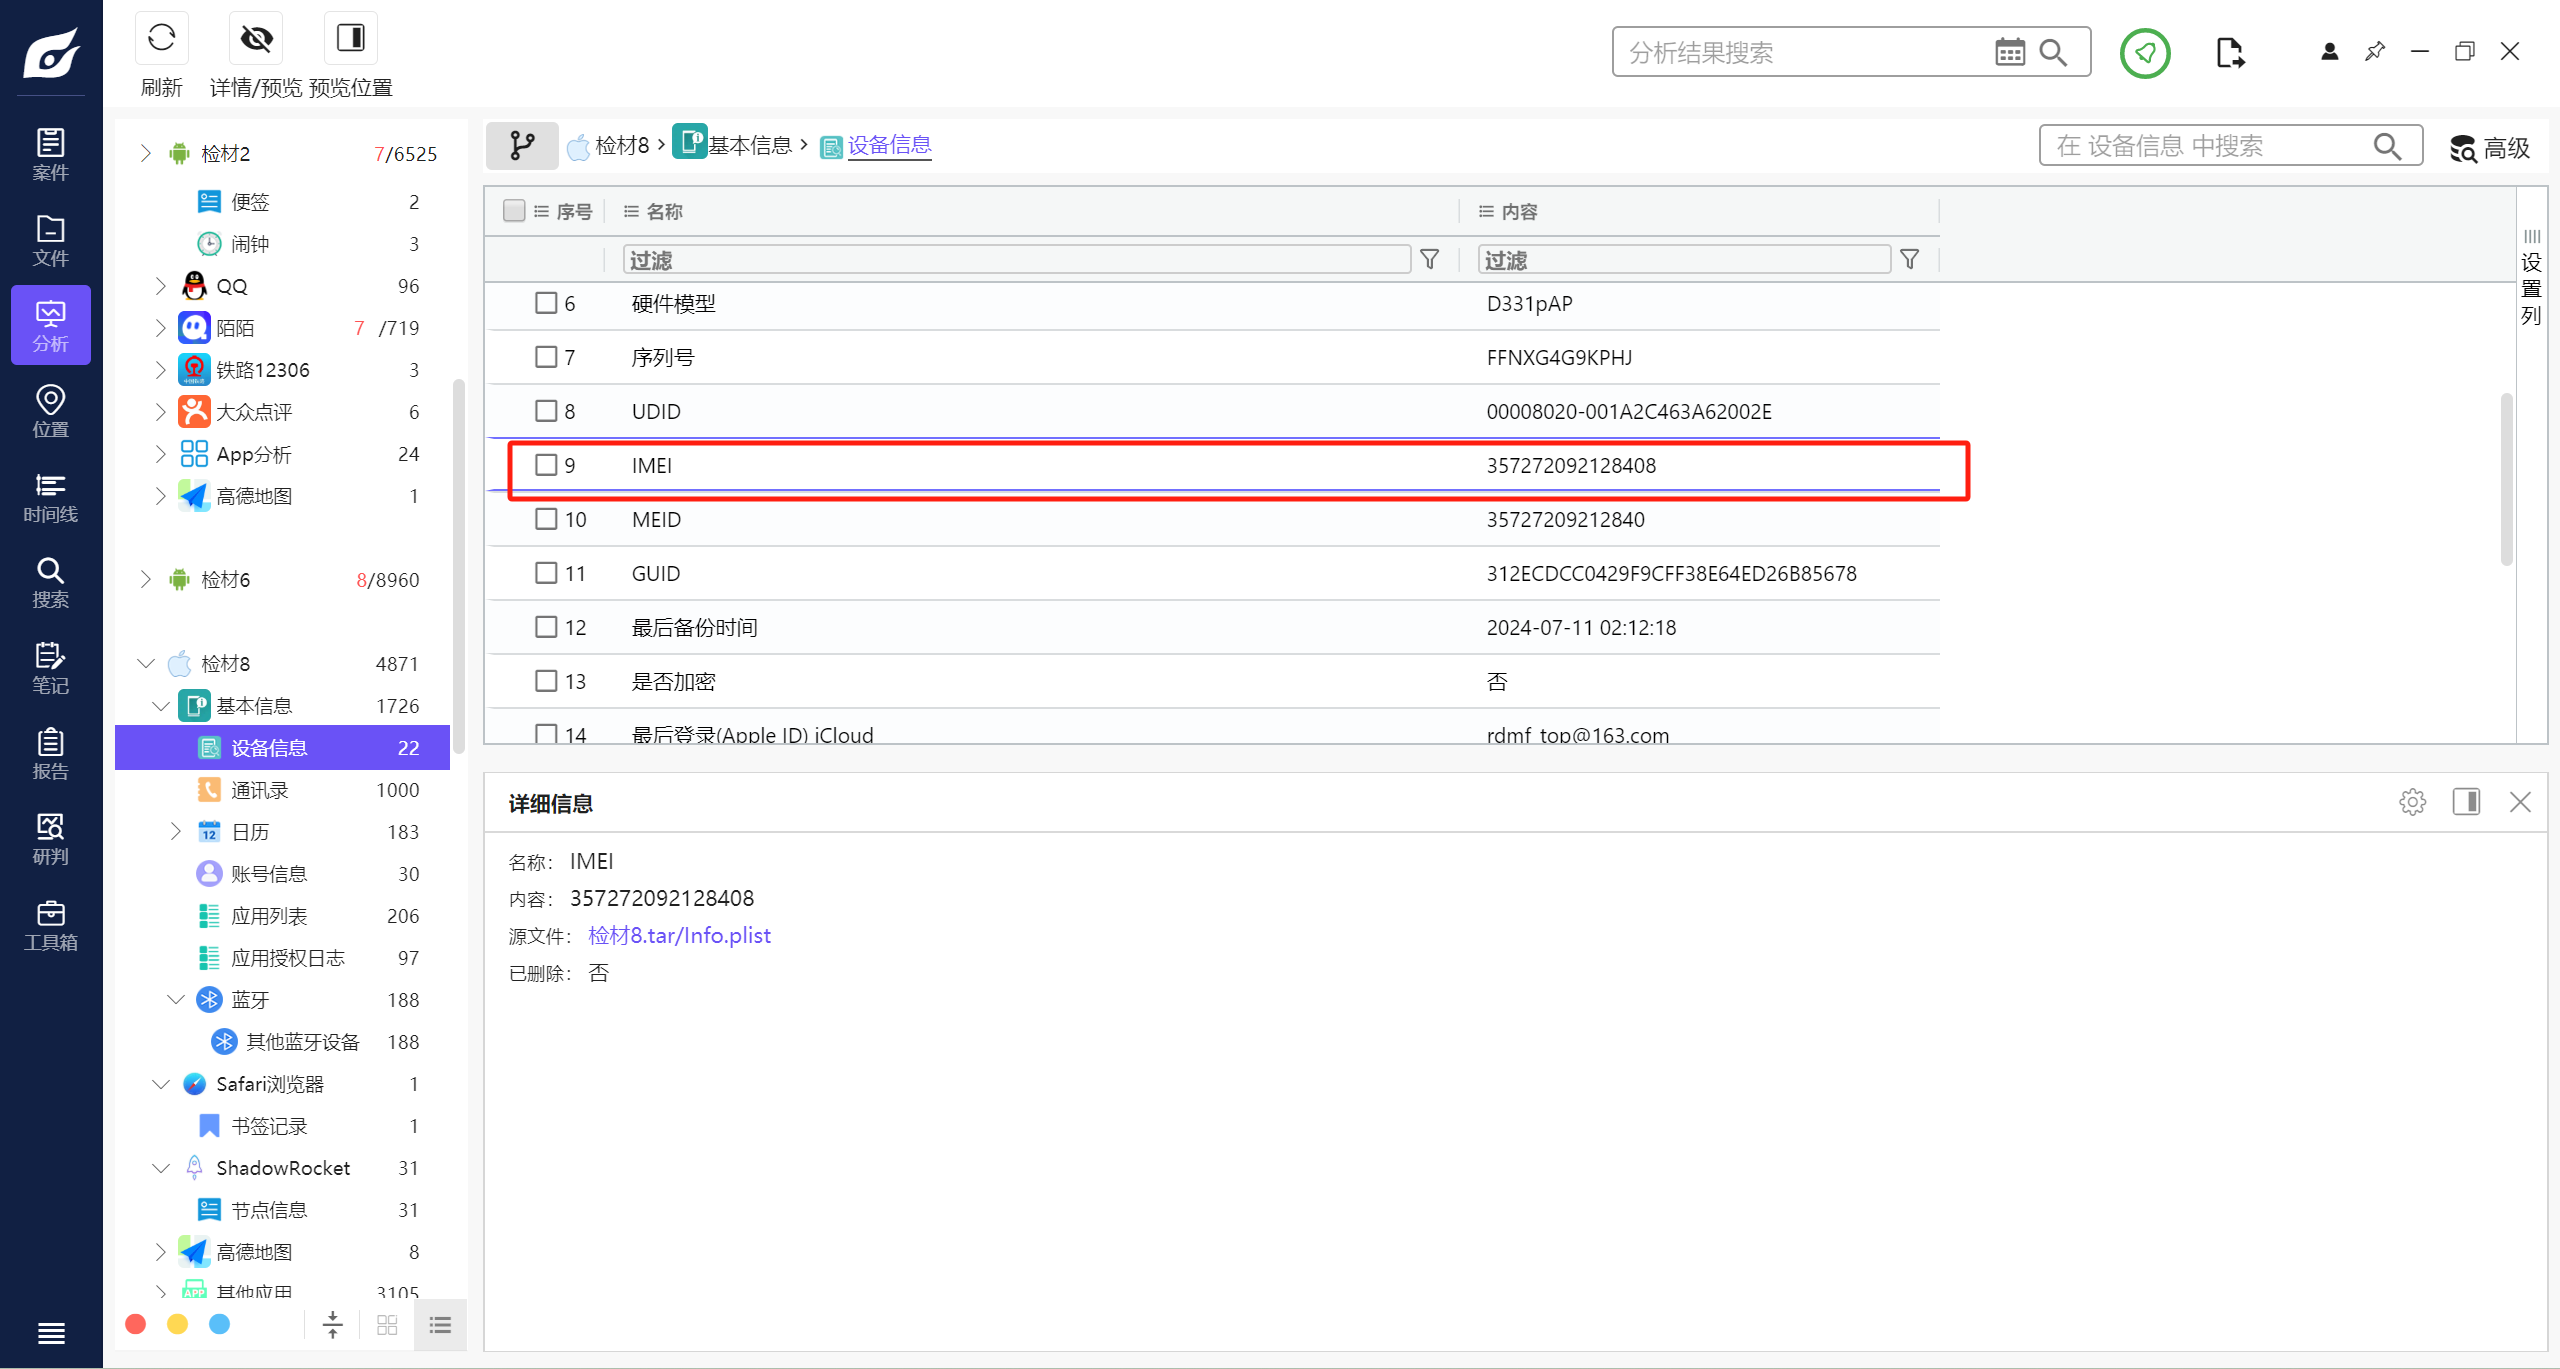 刷新
详情/预览
预览位置
分析结果搜索
案件
文件
分析
位置
时间线
搜索
笔记
报告
研判
工具箱
检材2 7/6525
便签 2
闹钟 3
QQ 96
陌陌 7 /719
铁路12306 3
大众点评 6
App分析 24
高德地图 1
检材6 8/8960
检材8 4871
基本信息 1726
设备信息 22
通讯录 1000
日历 183
账号信息 30
应用列表 206
应用授权日志 97
蓝牙 188
其他蓝牙设备 188
Safari浏览器 1
书签记录 1
ShadowRocket 31
节点信息 31
高德地图 8
其他应用 3105
检材8 › 基本信息 › 设备信息
在 设备信息 中搜索
高级
序号 名称 内容
过滤 过滤
6 硬件模型 D331pAP
7 序列号 FFNXG4G9KPHJ
8 UDID 00008020-001A2C463A62002E
9 IMEI 357272092128408
10 MEID 35727209212840
11 GUID 312ECDCC0429F9CFF38E64ED26B85678
12 最后备份时间 2024-07-11 02:12:18
13 是否加密 否
14 最后登录(Apple ID) iCloud rdmf_top@163.com
设置列
详细信息
名称： IMEI
内容： 357272092128408
源文件： 检材8.tar/Info.plist
已删除： 否